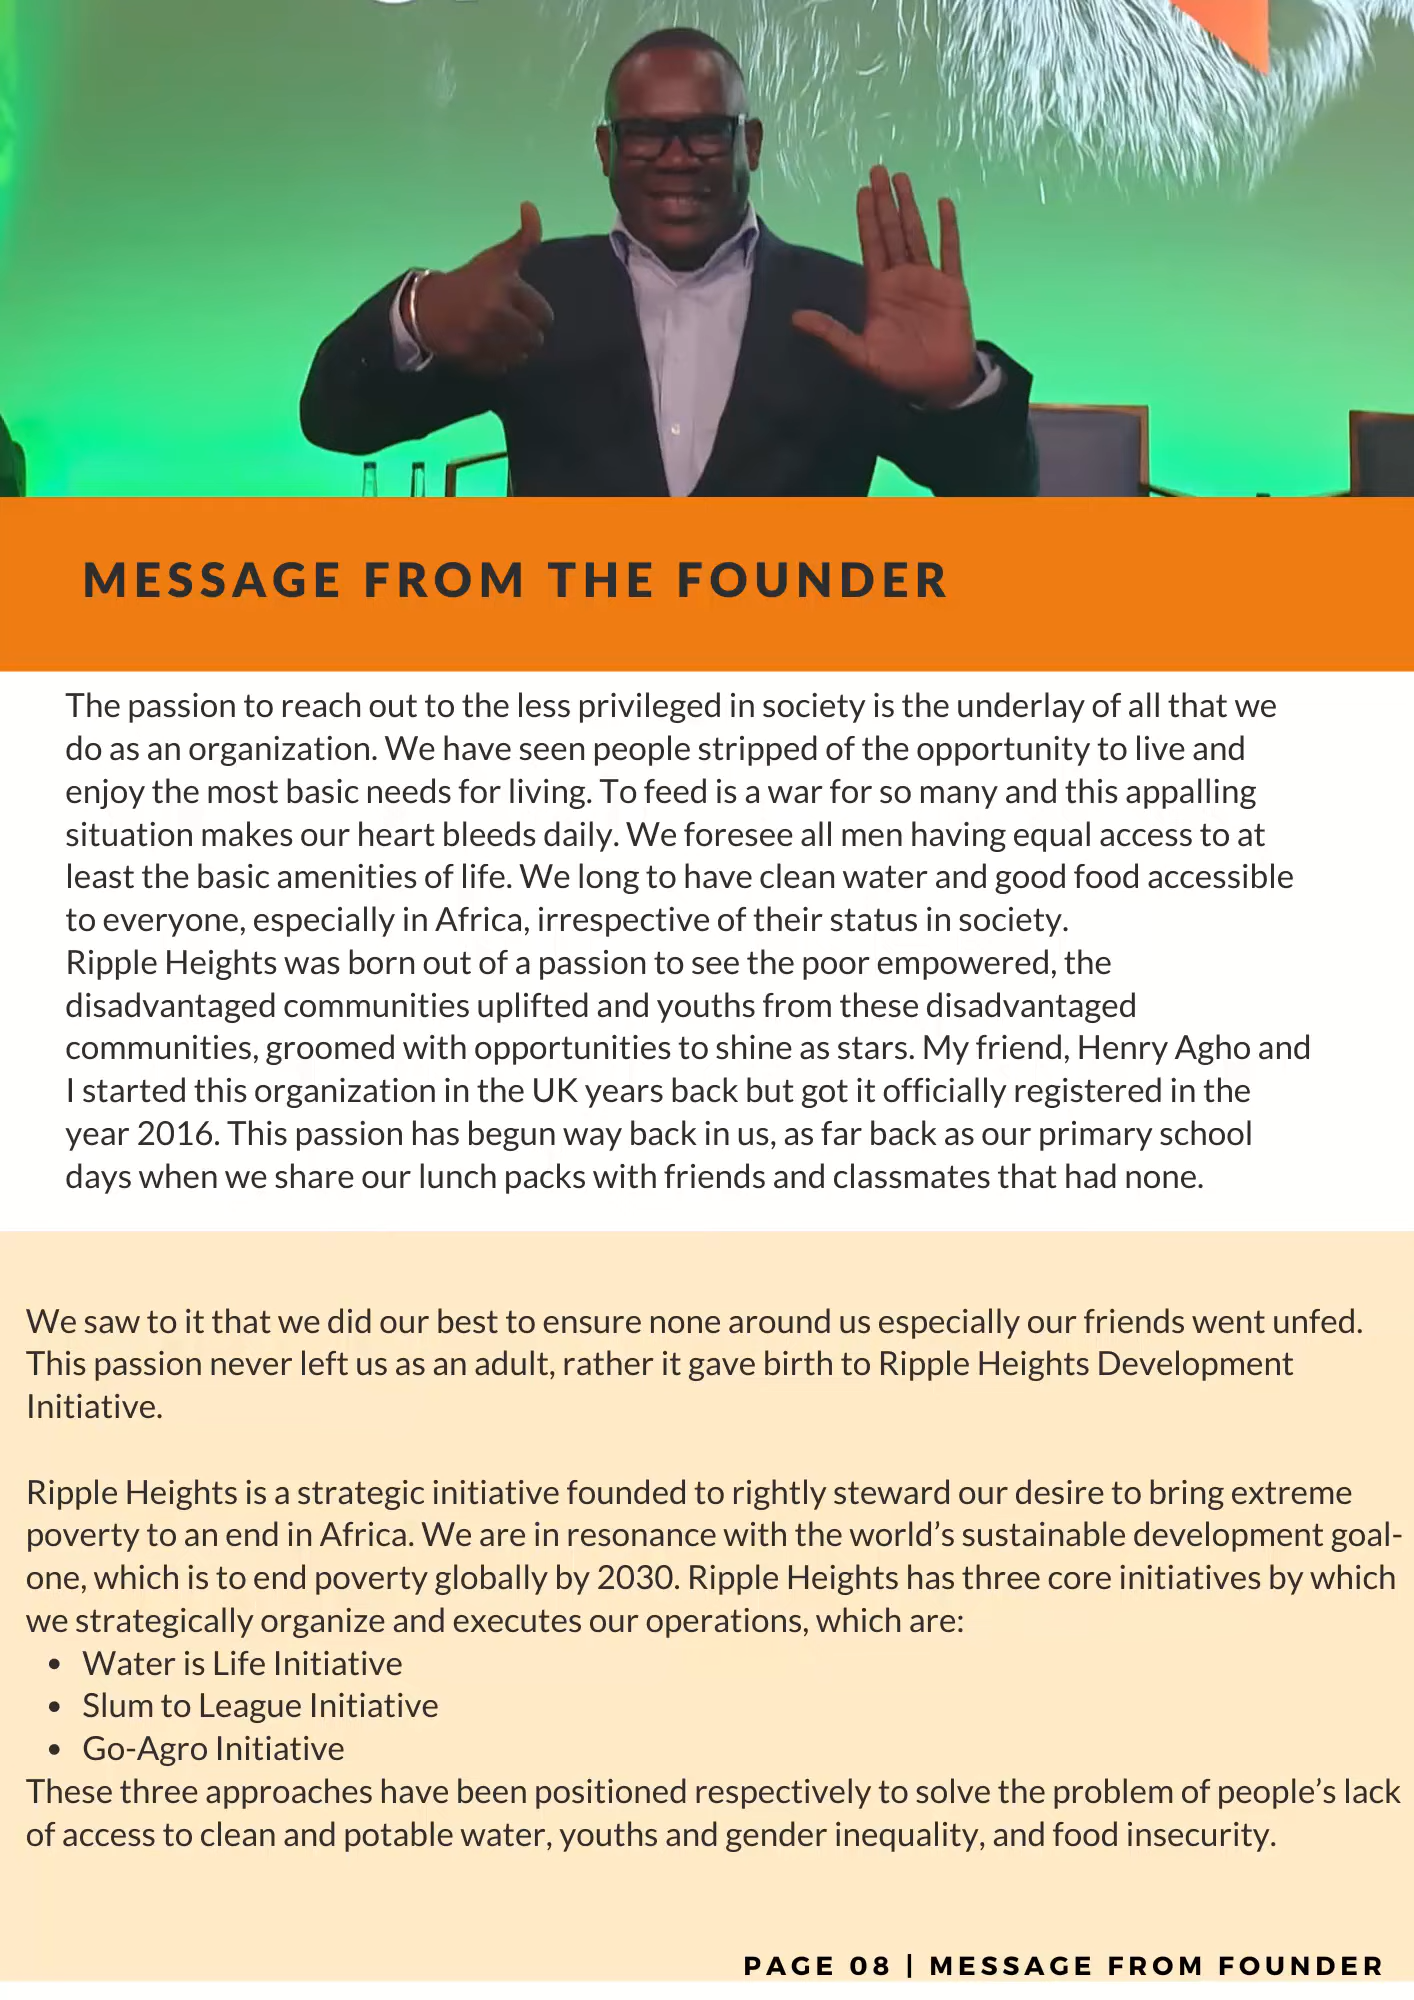 MESSAGE FROM THE FOUNDER
The passion to reach out to the less privileged in society is the underlay of all that we
do as an organization. We have seen people stripped of the opportunity to live and
enjoy the most basic needs for living. To feed is a war for so many and this appalling
situation makes our heart bleeds daily. We foresee all men having equal access to at
least the basic amenities of life. We long to have clean water and good food accessible
to everyone, especially in Africa, irrespective of their status in society.
Ripple Heights was born out of a passion to see the poor empowered, the
disadvantaged communities uplifted and youths from these disadvantaged
communities, groomed with opportunities to shine as stars. My friend, Henry Agho and
I started this organization in the UK years back but got it officially registered in the
year 2016. This passion has begun way back in us, as far back as our primary school
days when we share our lunch packs with friends and classmates that had none.
We saw to it that we did our best to ensure none around us especially our friends went unfed.
This passion never left us as an adult, rather it gave birth to Ripple Heights Development
Initiative.
Ripple Heights is a strategic initiative founded to rightly steward our desire to bring extreme
poverty to an end in Africa. We are in resonance with the world’s sustainable development goal-
one, which is to end poverty globally by 2030. Ripple Heights has three core initiatives by which
we strategically organize and executes our operations, which are:
• Water is Life Initiative
• Slum to League Initiative
• Go-Agro Initiative
These three approaches have been positioned respectively to solve the problem of people’s lack
of access to clean and potable water, youths and gender inequality, and food insecurity.
PAGE 08 | MESSAGE FROM FOUNDER